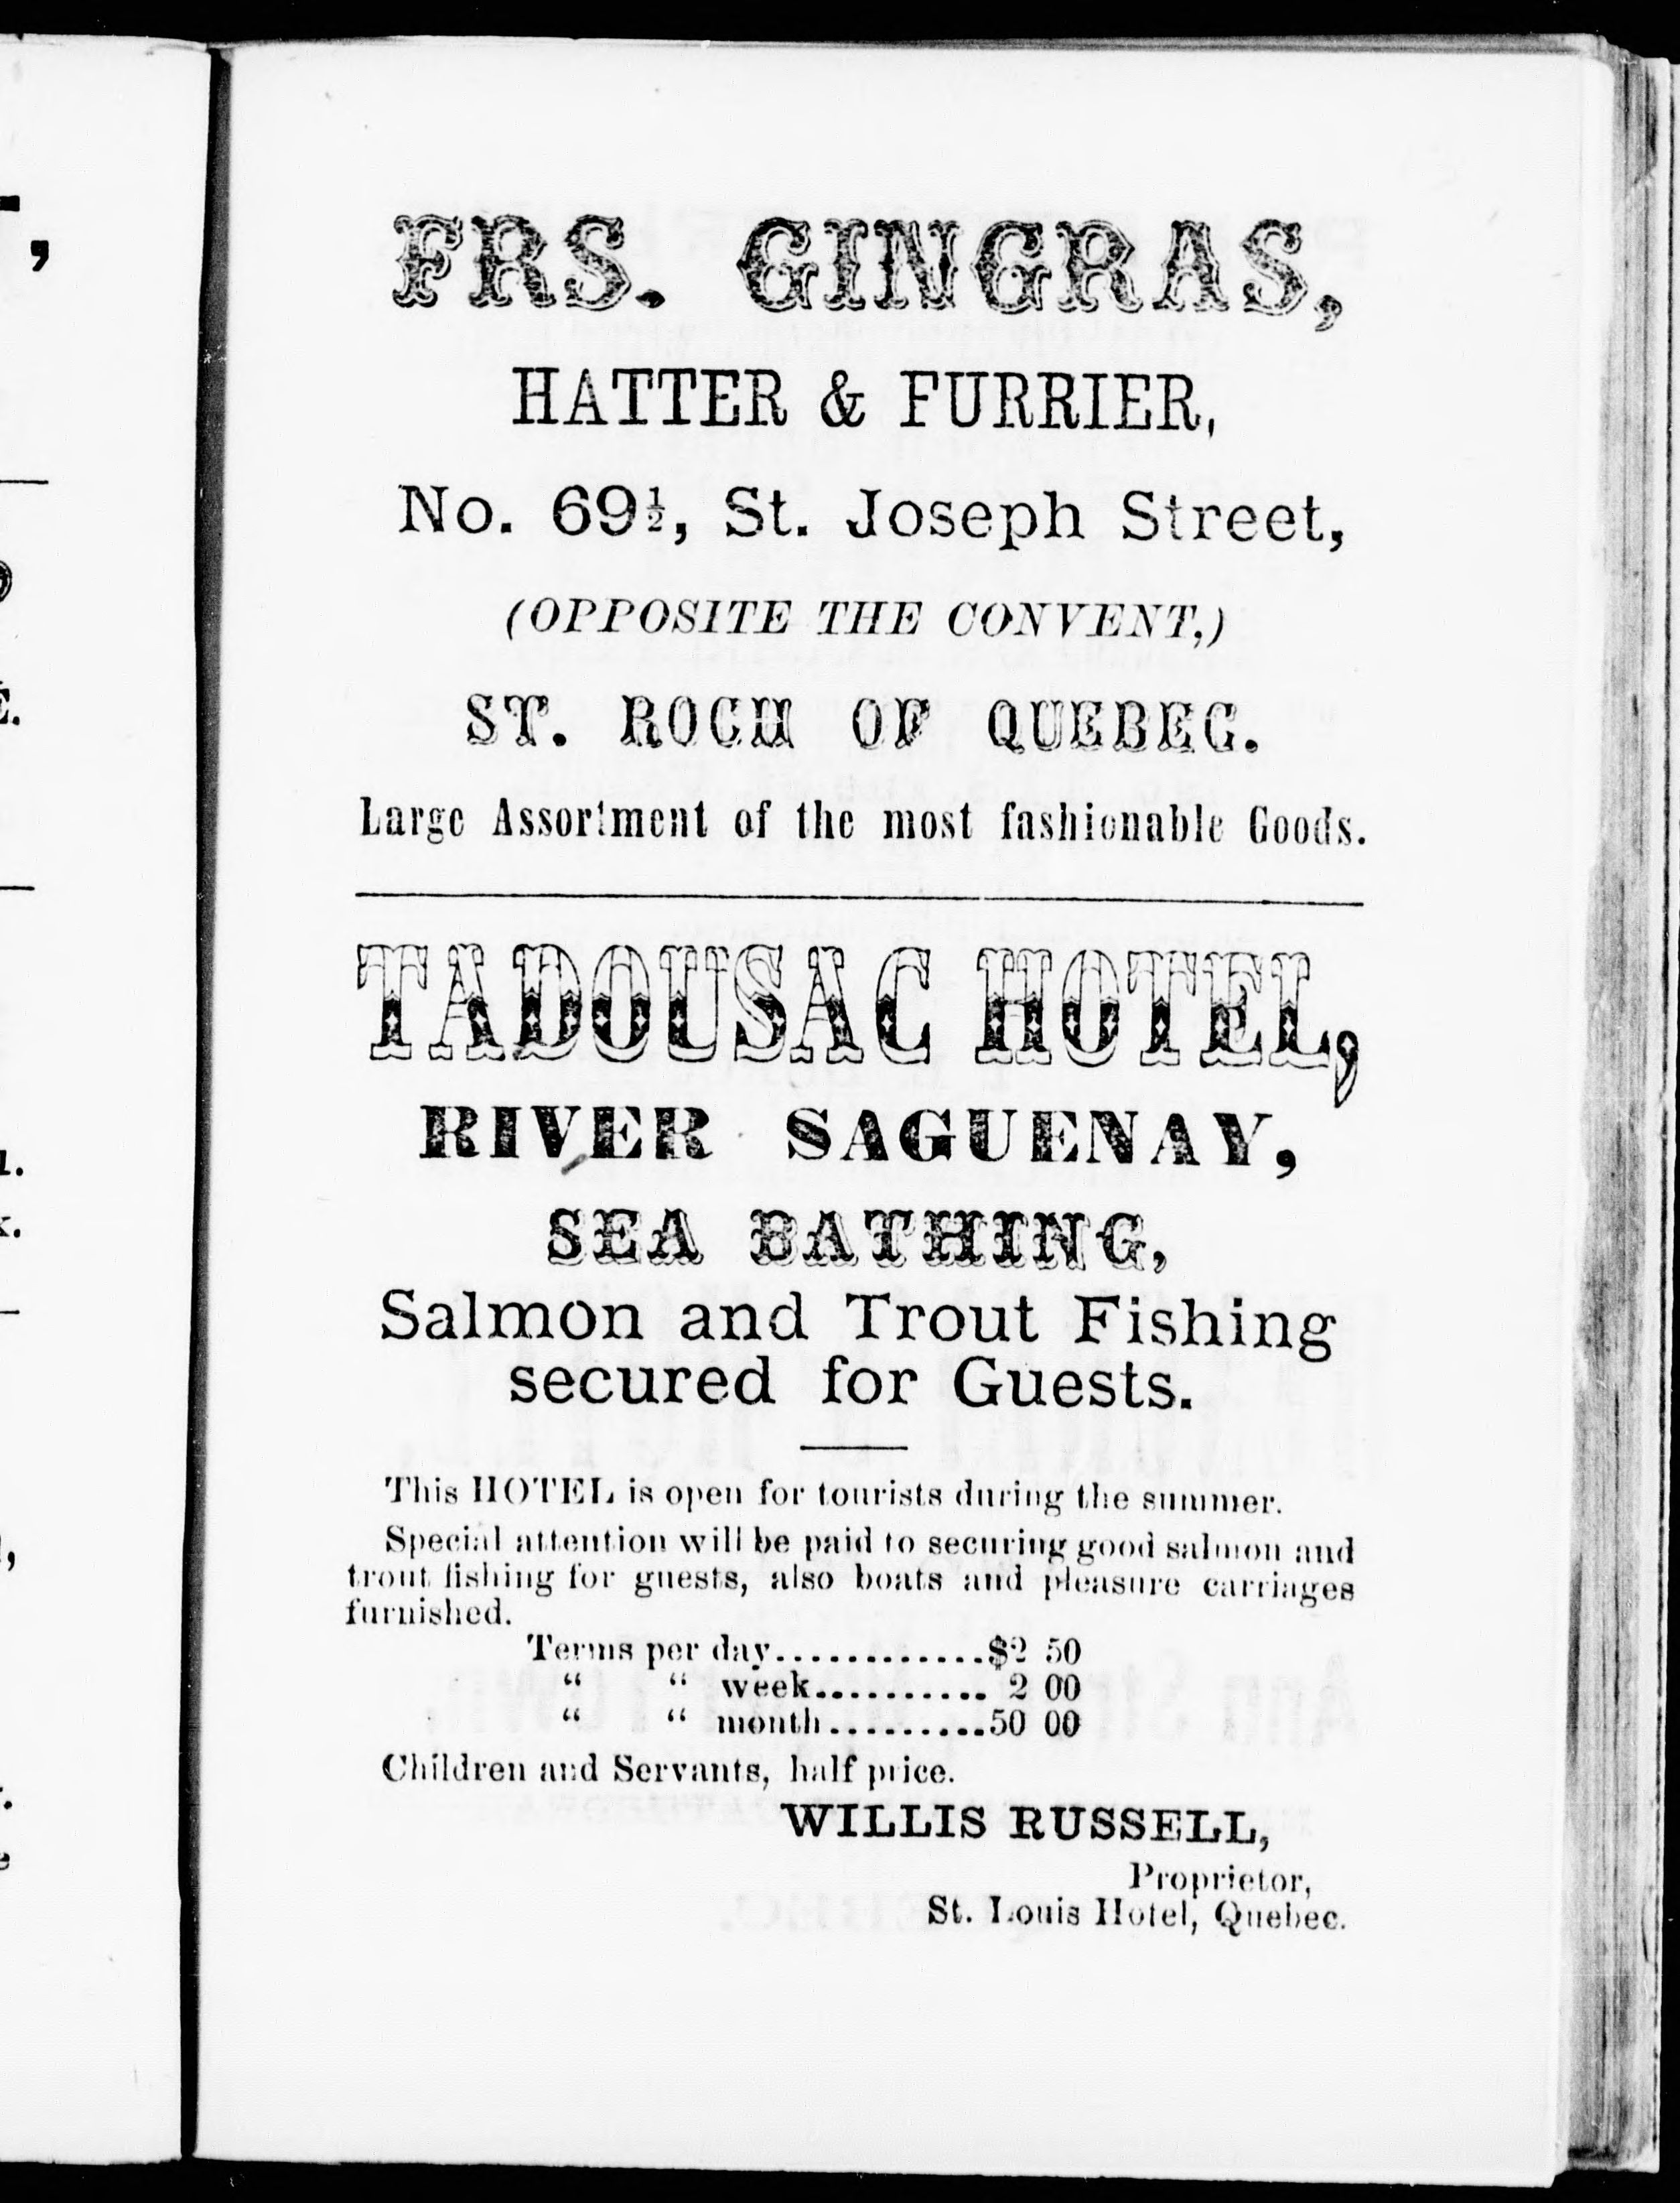 FRS. GINGRAS,
HATTER & FURRIER,
No. 69½, St. Joseph Street,
(OPPOSITE THE CONVENT,)
ST. ROCH OF QUEBEC.
Large Assortment of the most fashionable Goods.
TADOUSAC HOTEL,
RIVER SAGUENAY,
SEA BATHING,
Salmon and Trout Fishing
secured for Guests.
This HOTEL is open for tourists during the summer.
Special attention will be paid to securing good salmon and
trout fishing for guests, also boats and pleasure carriages
furnished.
Terms per day.............$2 50
“ “ week........... 2 00
“ “ month..........50 00
Children and Servants, half price.
WILLIS RUSSELL,
Proprietor,
St. Louis Hotel, Quebec.